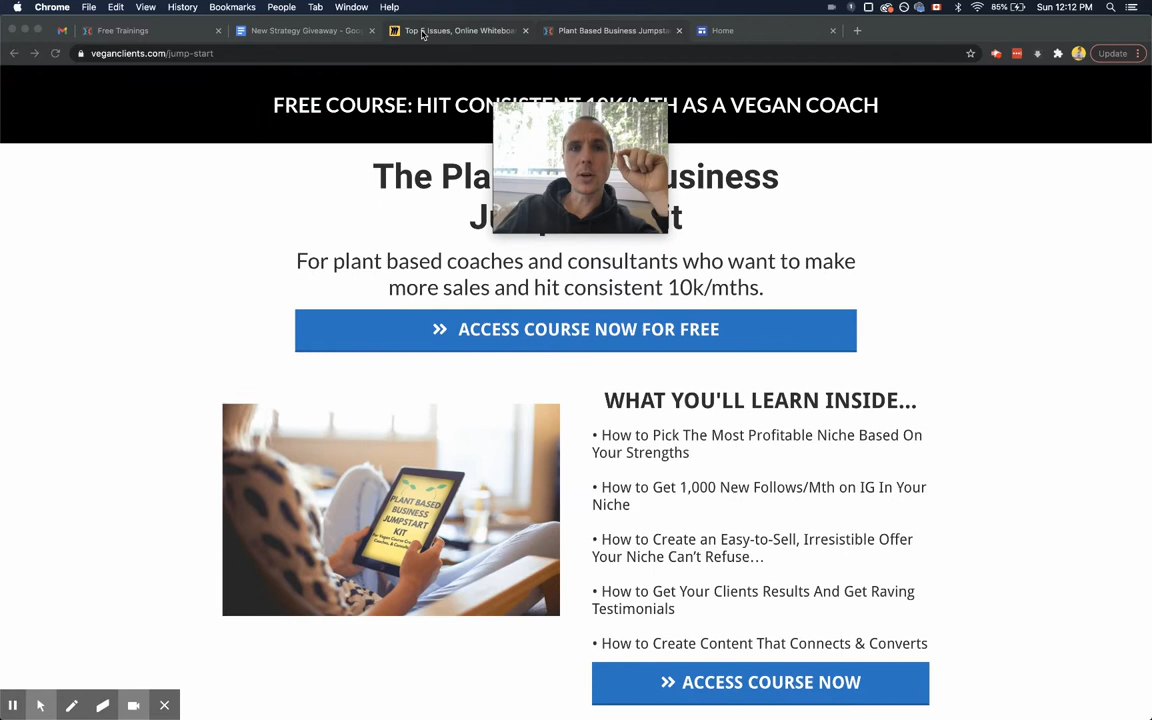 Chrome File Edit View History Bookmarks People Tab Window Help
85% Sun 12:12 PM
Free Trainings
New Strategy Giveaway - Goo
Issues, Online Whiteboa
Plant Based Business Jumpsta
Home
veganclients.com/jump-start
Update
FREE COURSE: HIT CONSISTENT 10K/MTH AS A VEGAN COACH
The
For plant based coaches and consultants who want to make
more sales and hit consistent 10k/mths.
» ACCESS COURSE NOW FOR FREE
PLANT BASED
BUSINESS
JUMPSTART
KIT
WHAT YOU'LL LEARN INSIDE...
• How to Pick The Most Profitable Niche Based On
Your Strengths
• How to Get 1,000 New Follows/Mth on IG In Your
Niche
• How to Create an Easy-to-Sell, Irresistible Offer
Your Niche Can't Refuse…
• How to Get Your Clients Results And Get Raving
Testimonials
• How to Create Content That Connects & Converts
» ACCESS COURSE NOW